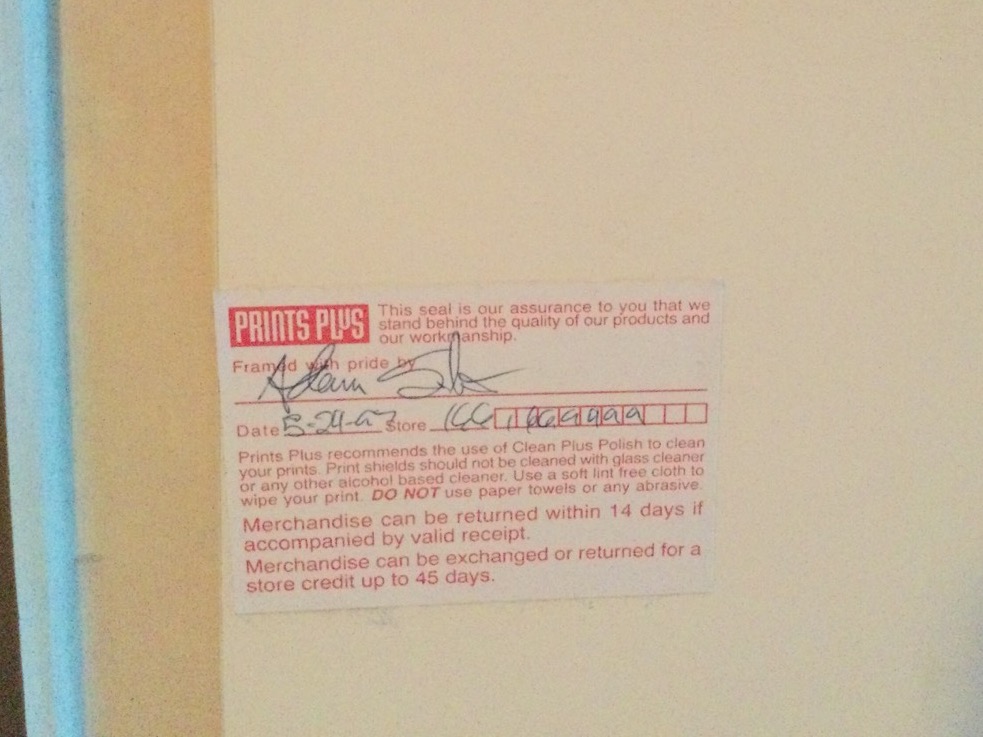 PRINTS PLUS
This seal is our assurance to you that we
stand behind the quality of our products and
our workmanship.
Framed with pride by Adam
Date 5-24-07 Store
Prints Plus recommends the use of Clean Plus Polish to clean
your prints. Print shields should not be cleaned with glass cleaner
or any other alcohol based cleaner. Use a soft lint free cloth to
wipe your print. DO NOT use paper towels or any abrasive.
Merchandise can be returned within 14 days if
accompanied by valid receipt.
Merchandise can be exchanged or returned for a
store credit up to 45 days.